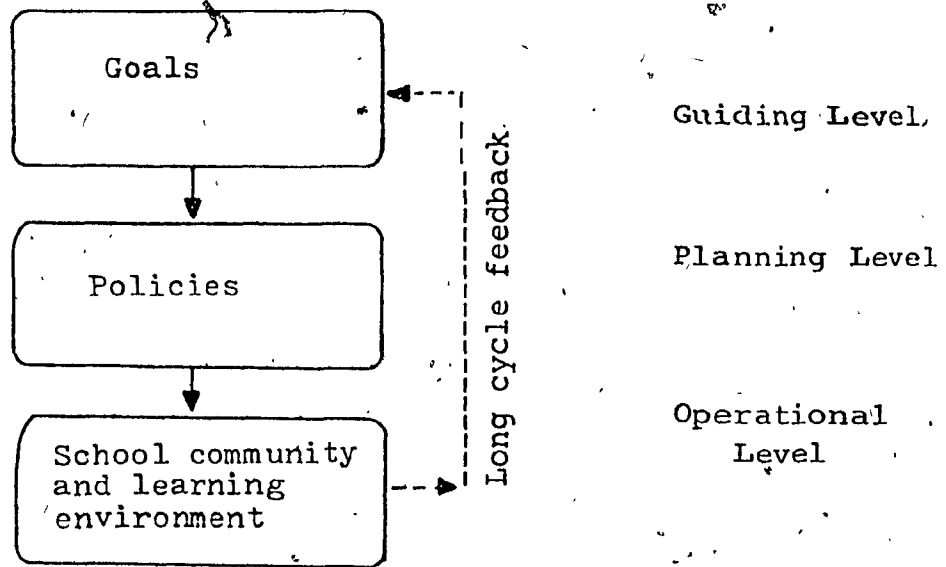 Goals
Guiding Level
Long cycle feedback
Policies
Planning Level
School community
and learning
environment
Operational
Level